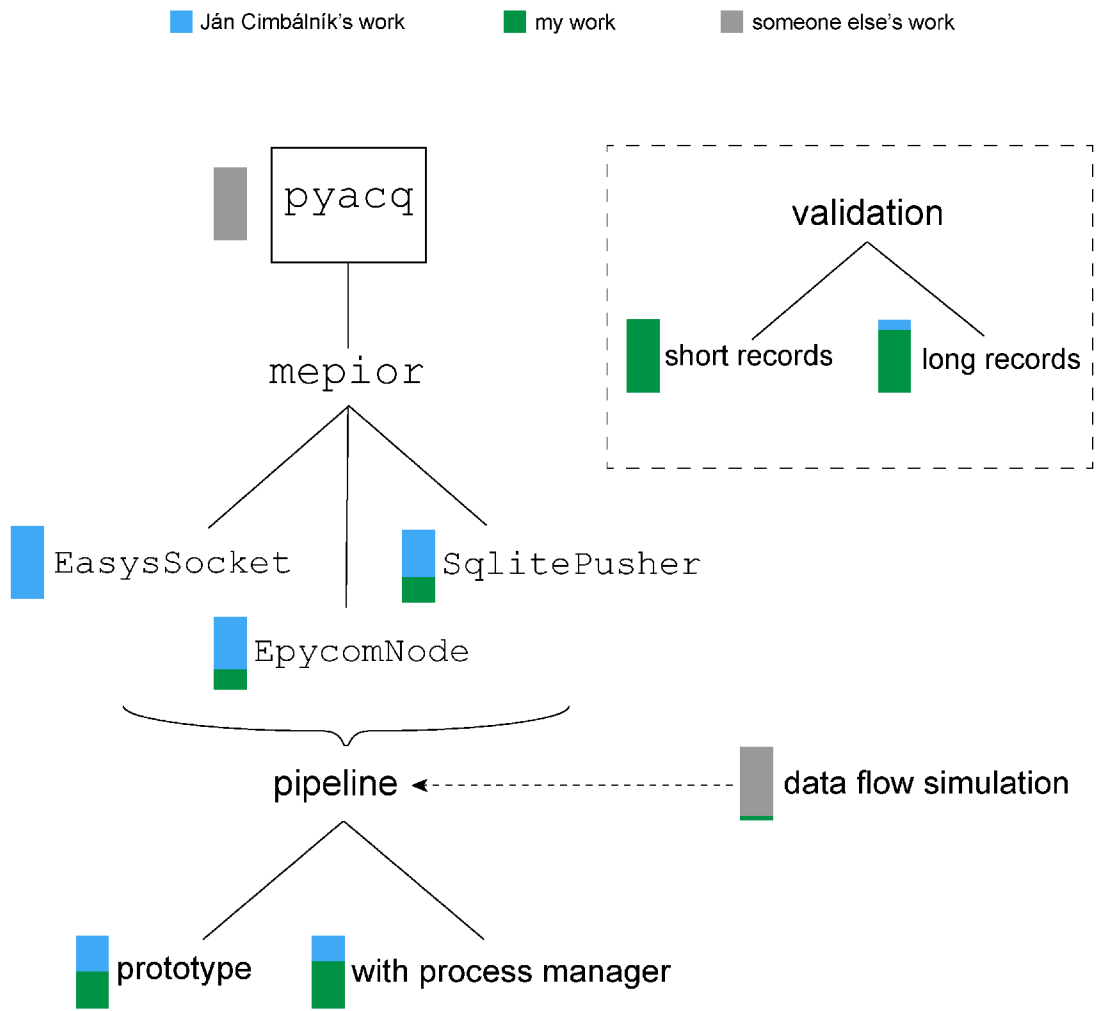 Ján Cimbálník's work
my work
someone else's work
pyacq
validation
short records
long records
mepior
EasysSocket
SqlitePusher
EpycomNode
pipeline
data flow simulation
prototype
with process manager